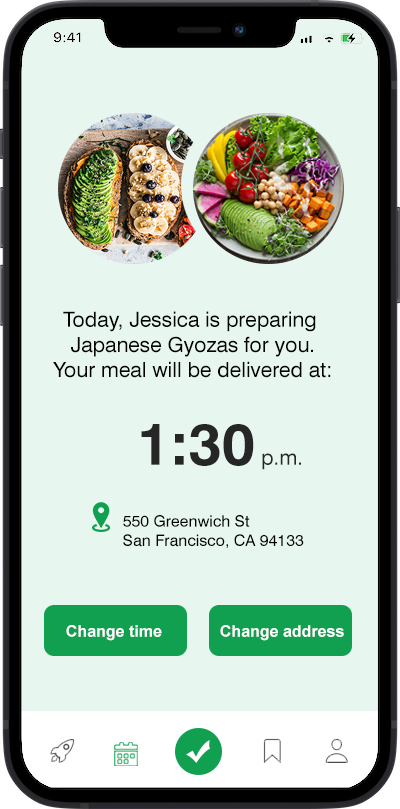 9:41
Today, Jessica is preparing
Japanese Gyozas for you.
Your meal will be delivered at:
1:30 p.m.
550 Greenwich St
San Francisco, CA 94133
Change time
Change address